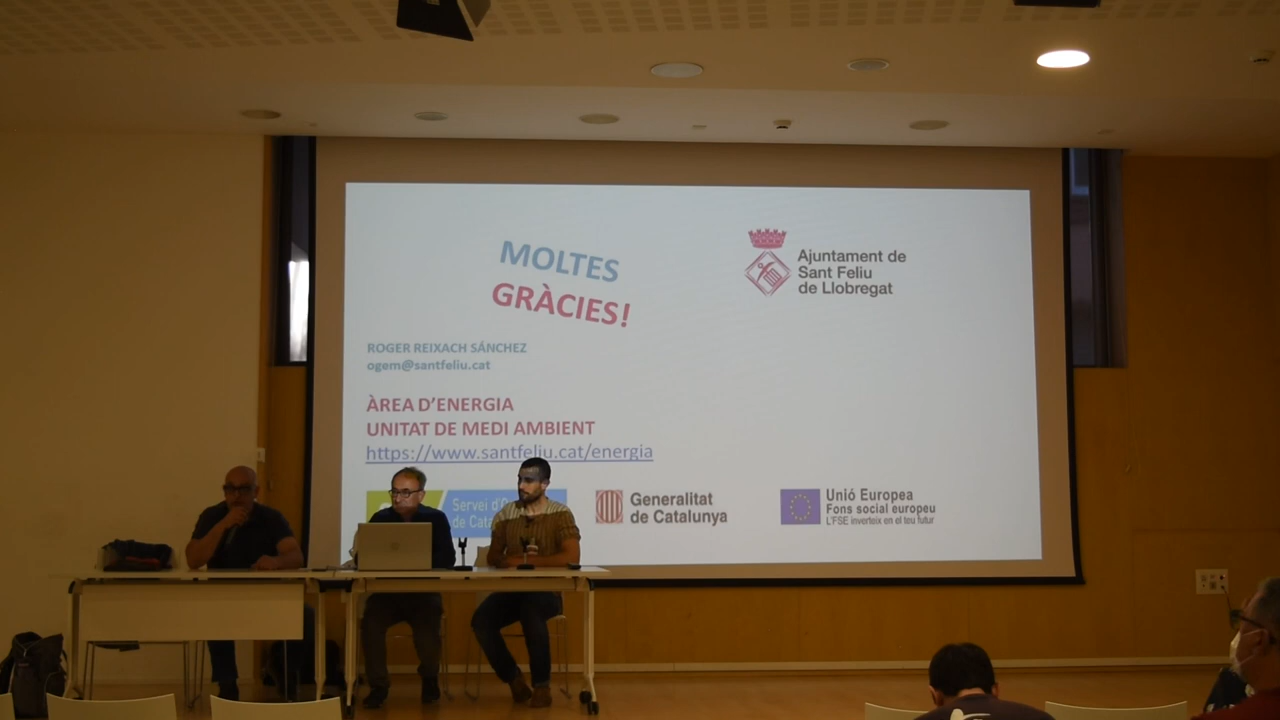 MOLTES
GRÀCIES!
Ajuntament de
Sant Feliu
de Llobregat
ROGER REIXACH SÁNCHEZ
ogem@santfeliu.cat
ÀREA D'ENERGIA
UNITAT DE MEDI AMBIENT
https://www.santfeliu.cat/energia
Servei
de
Generalitat
de Catalunya
Unió Europea
Fons social europeu
L'FSE inverteix en el teu futur